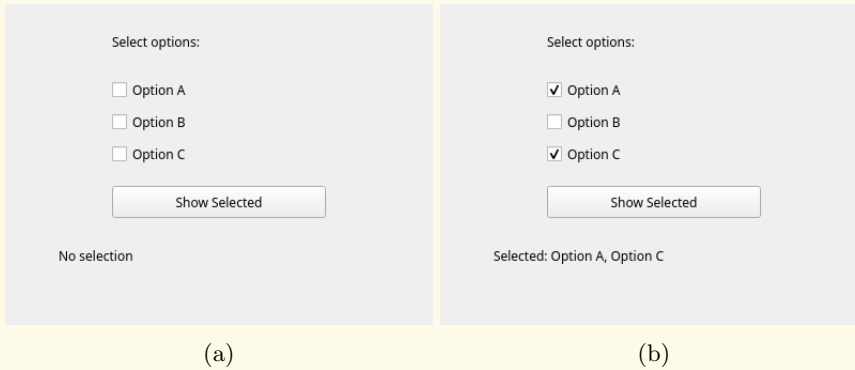 Select options:
Option A
Option B
Option C
Show Selected
No selection
(a)
Select options:
Option A
Option B
Option C
Show Selected
Selected: Option A, Option C
(b)